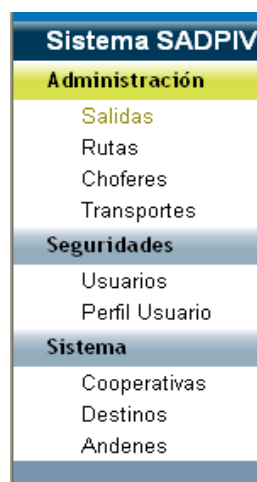 Sistema SADPIV
Administración
Salidas
Rutas
Choferes
Transportes
Seguridades
Usuarios
Perfil Usuario
Sistema
Cooperativas
Destinos
Andenes